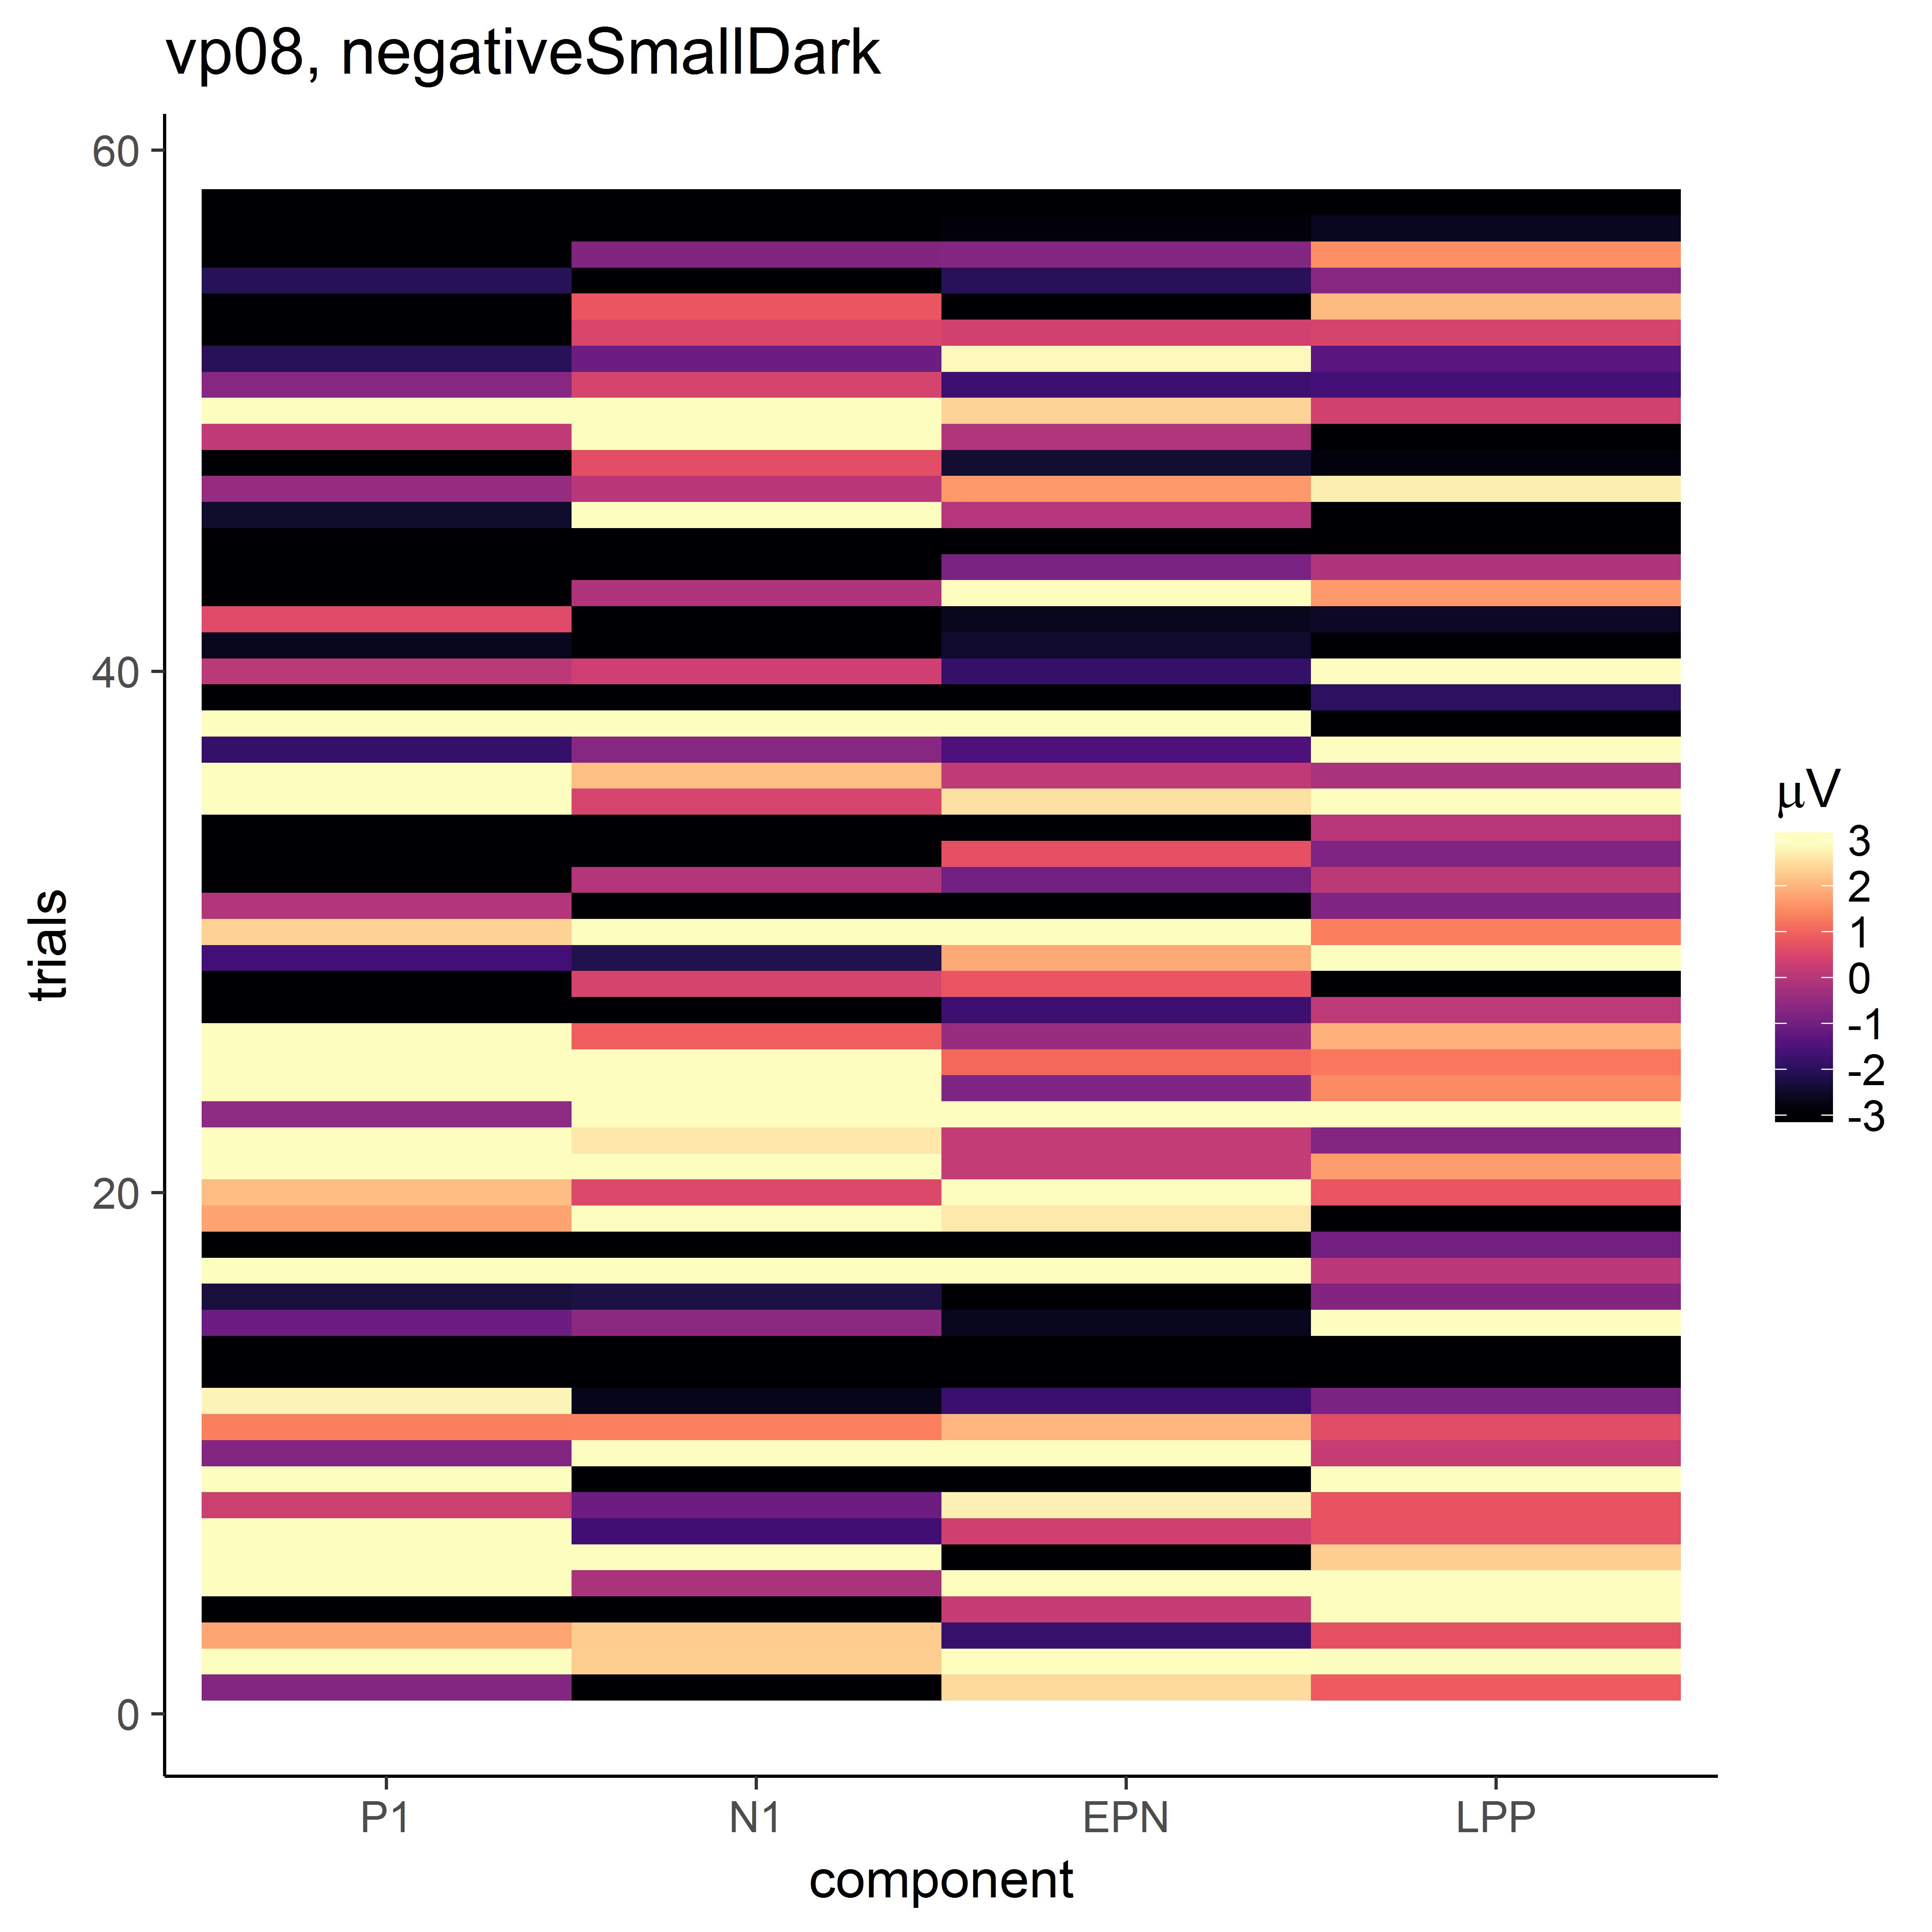 vp08, negativeSmallDark
60
40
20
0
trials
P1 N1 EPN LPP
component
μV
3
2
1
0
-1
-2
-3